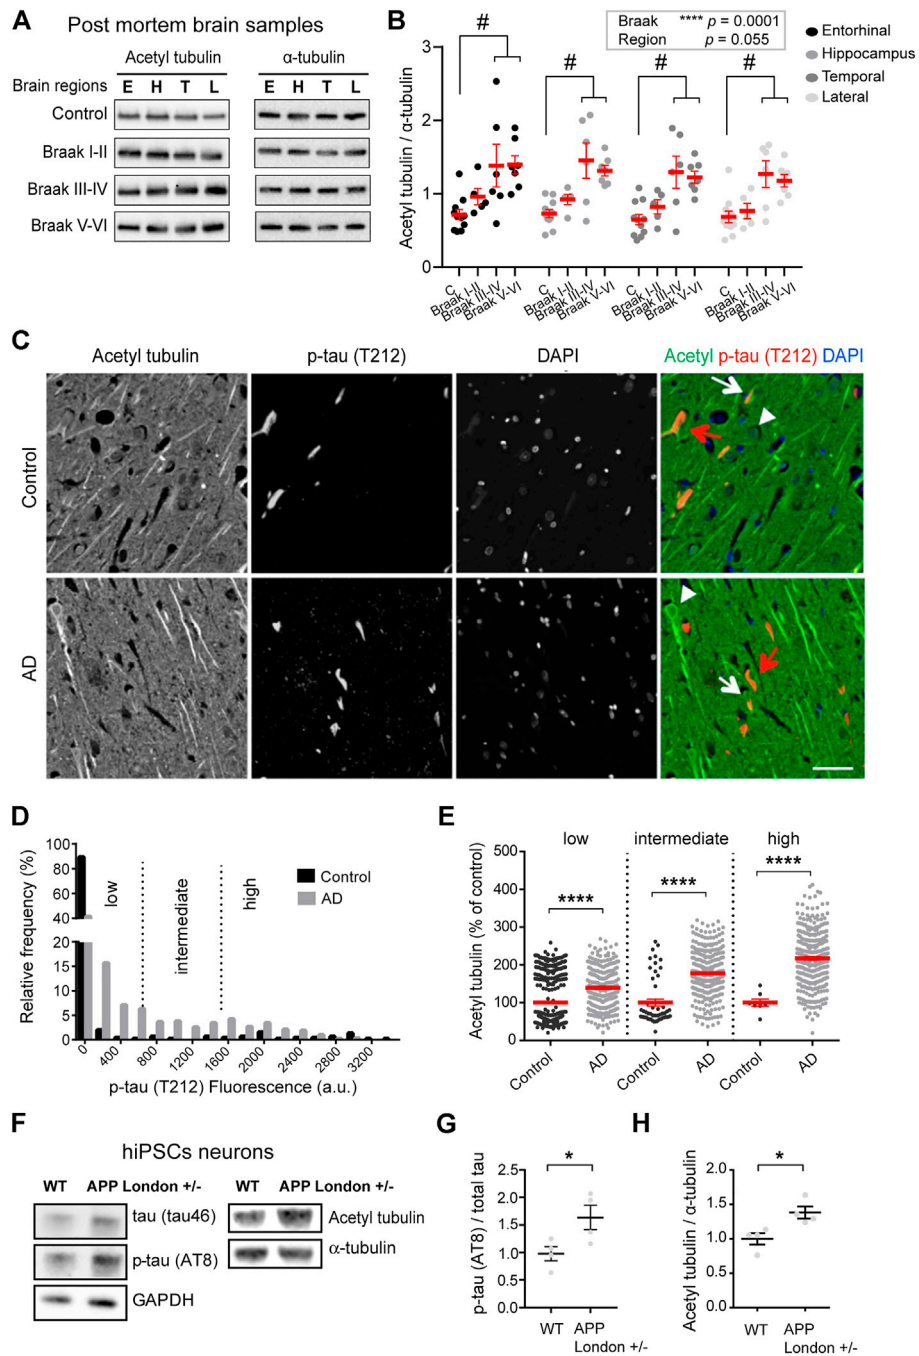 A
Post mortem brain samples
Acetyl tubulin
α-tubulin
Brain regions
E H T L
E H T L
Control
Braak I-II
Braak III-IV
Braak V-VI
B
Braak **** p = 0.0001
Region p = 0.055
Entorhinal
Hippocampus
Temporal
Lateral
Acetyl tubulin / α-tubulin
3
2
1
0
# # # #
C
Braak I-II
Braak III-IV
Braak V-VI
C
Braak I-II
Braak III-IV
Braak V-VI
C
Braak I-II
Braak III-IV
Braak V-VI
C
Braak I-II
Braak III-IV
Braak V-VI
C
Acetyl tubulin
p-tau (T212)
DAPI
Acetyl p-tau (T212) DAPI
Control
AD
D
Relative frequency (%)
100
80
60
40
20
15
10
5
0
low
intermediate
high
Control
AD
0 400 800 1200 1600 2000 2400 2800 3200
p-tau (T212) Fluorescence (a.u.)
E
Acetyl tubulin (% of control)
500
400
300
200
100
0
low
intermediate
high
**** **** ****
Control AD Control AD Control AD
F
hiPSCs neurons
WT APP London +/-
WT APP London +/-
tau (tau46)
p-tau (AT8)
GAPDH
Acetyl tubulin
α-tubulin
G
p-tau (AT8) / total tau
2.5
2.0
1.5
1.0
0.5
0.0
*
WT APP
London +/-
H
Acetyl tubulin / α-tubulin
2.0
1.5
1.0
0.5
0.0
*
WT APP
London +/-